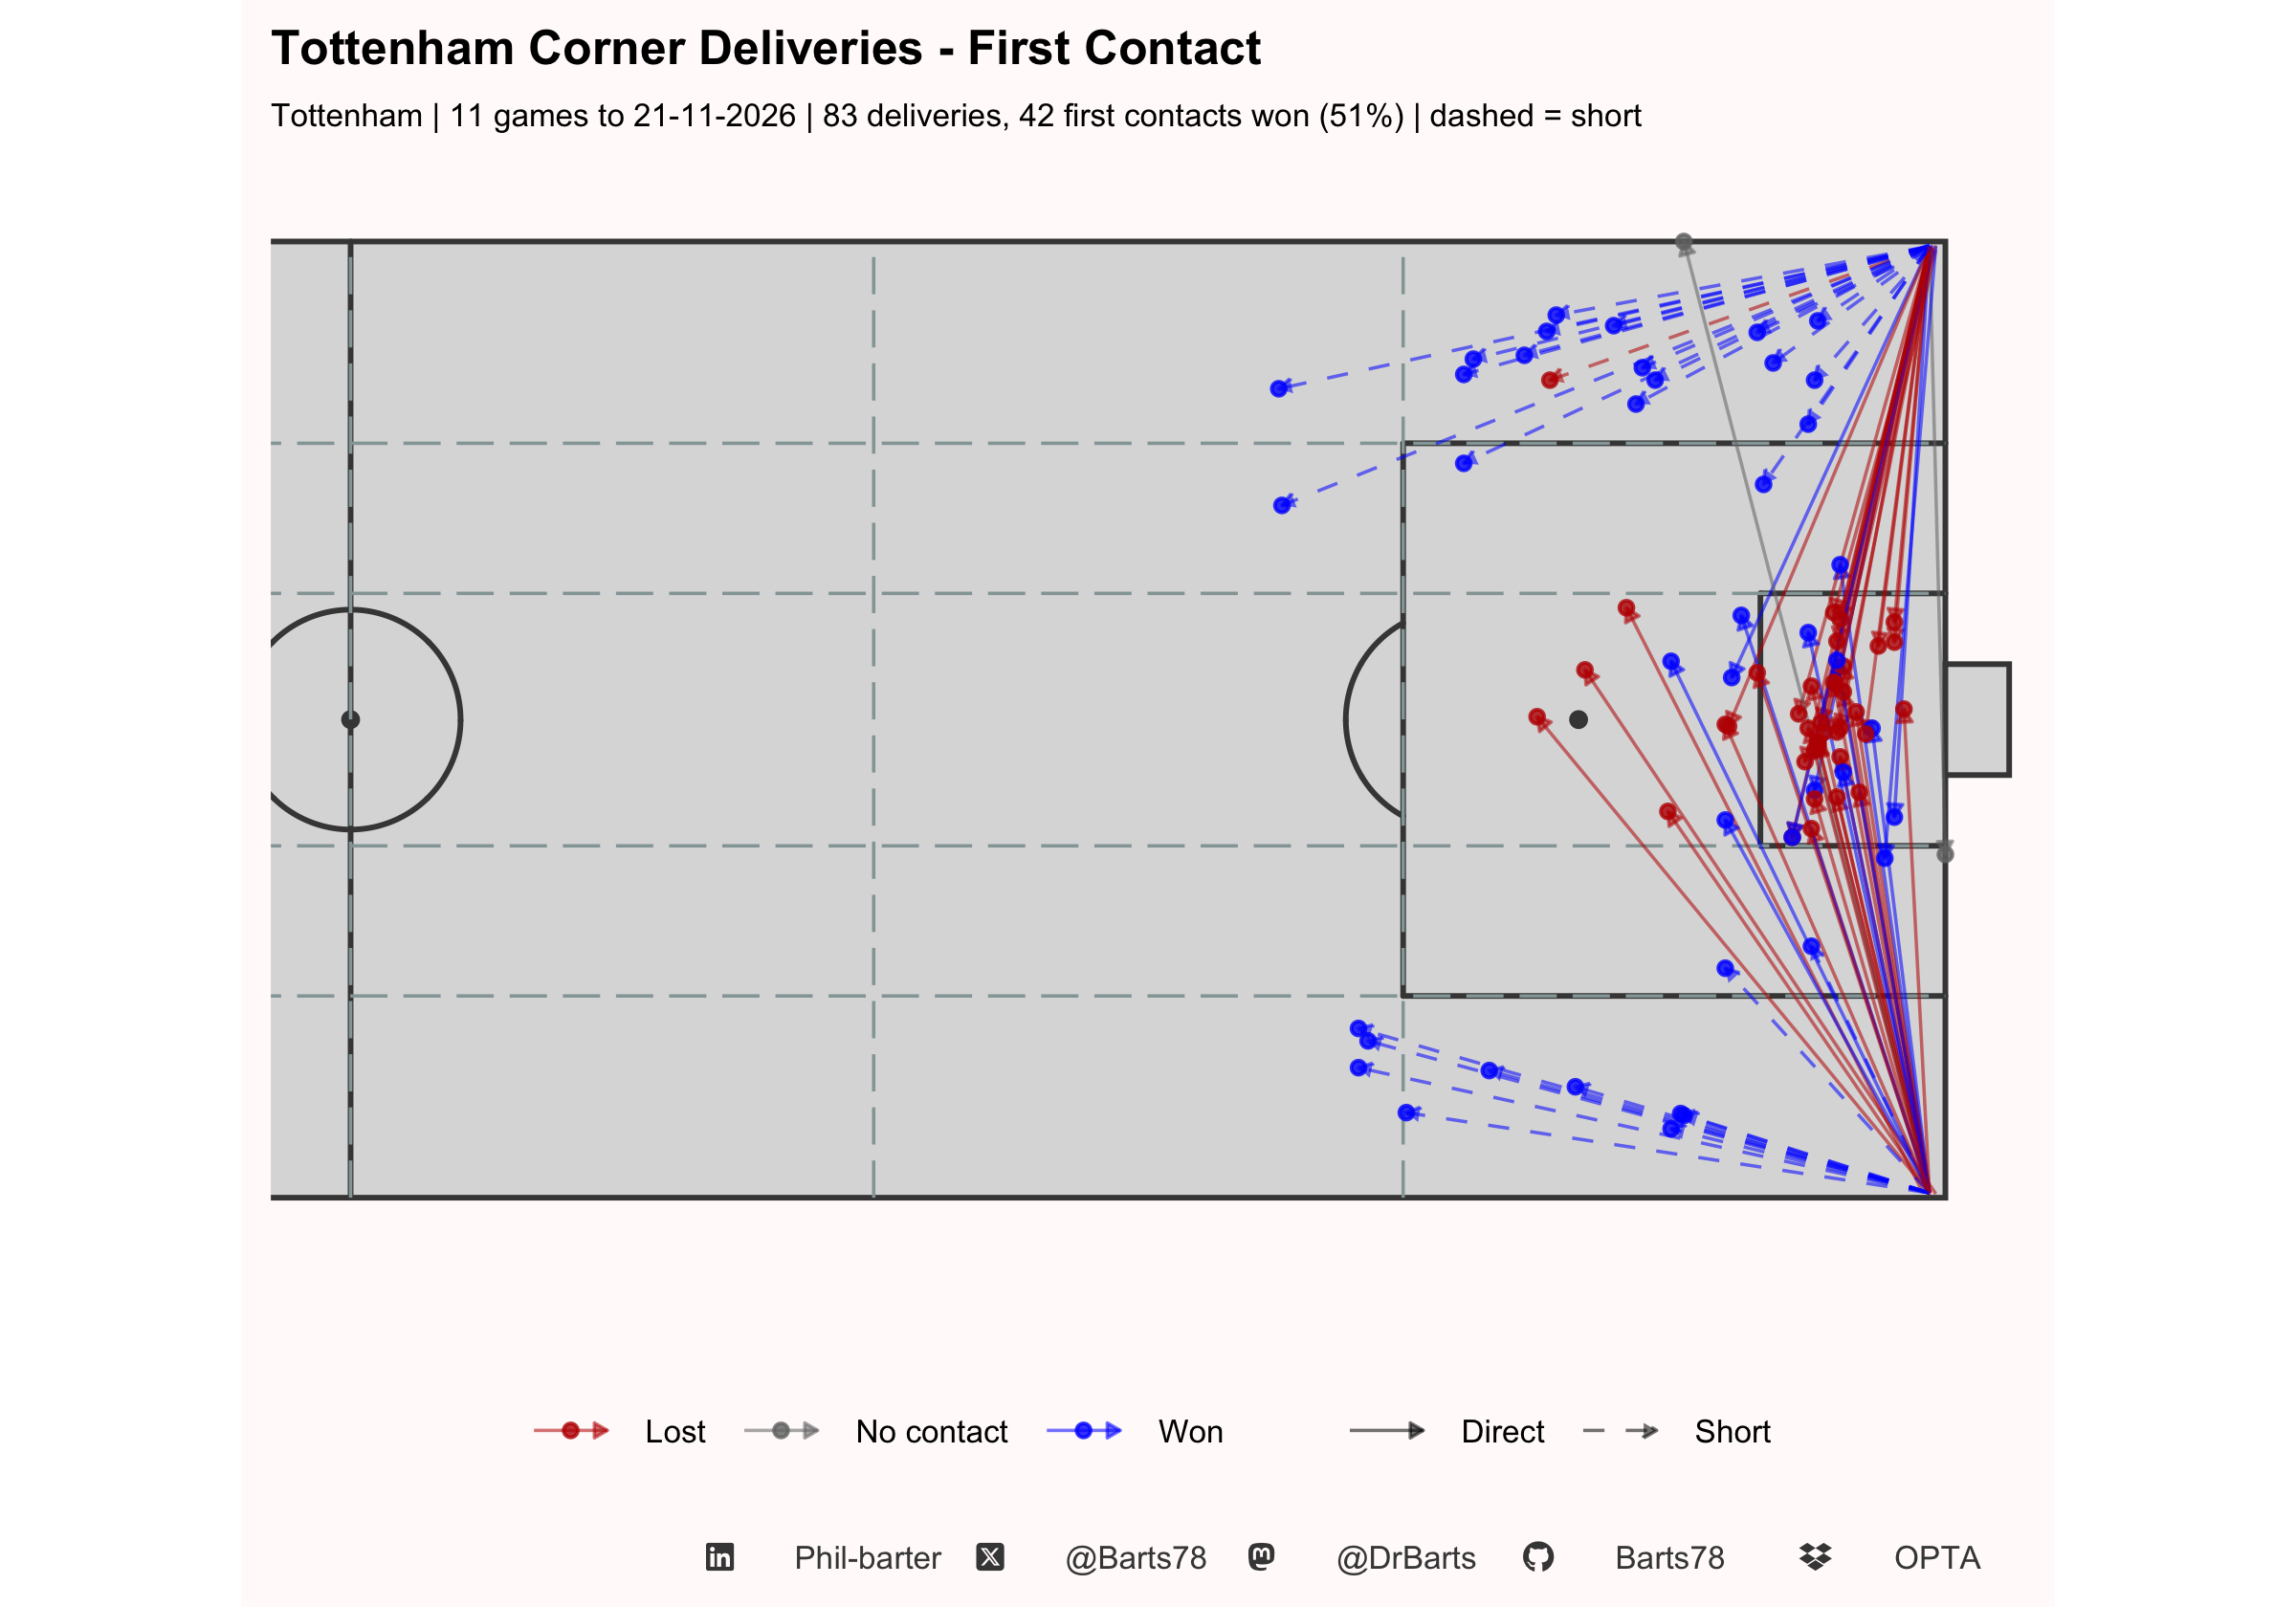 Tottenham Corner Deliveries - First Contact
Tottenham | 11 games to 21-11-2026 | 83 deliveries, 42 first contacts won (51%) | dashed = short
Lost No contact Won Direct Short
Phil-barter @Barts78 @DrBarts Barts78 OPTA